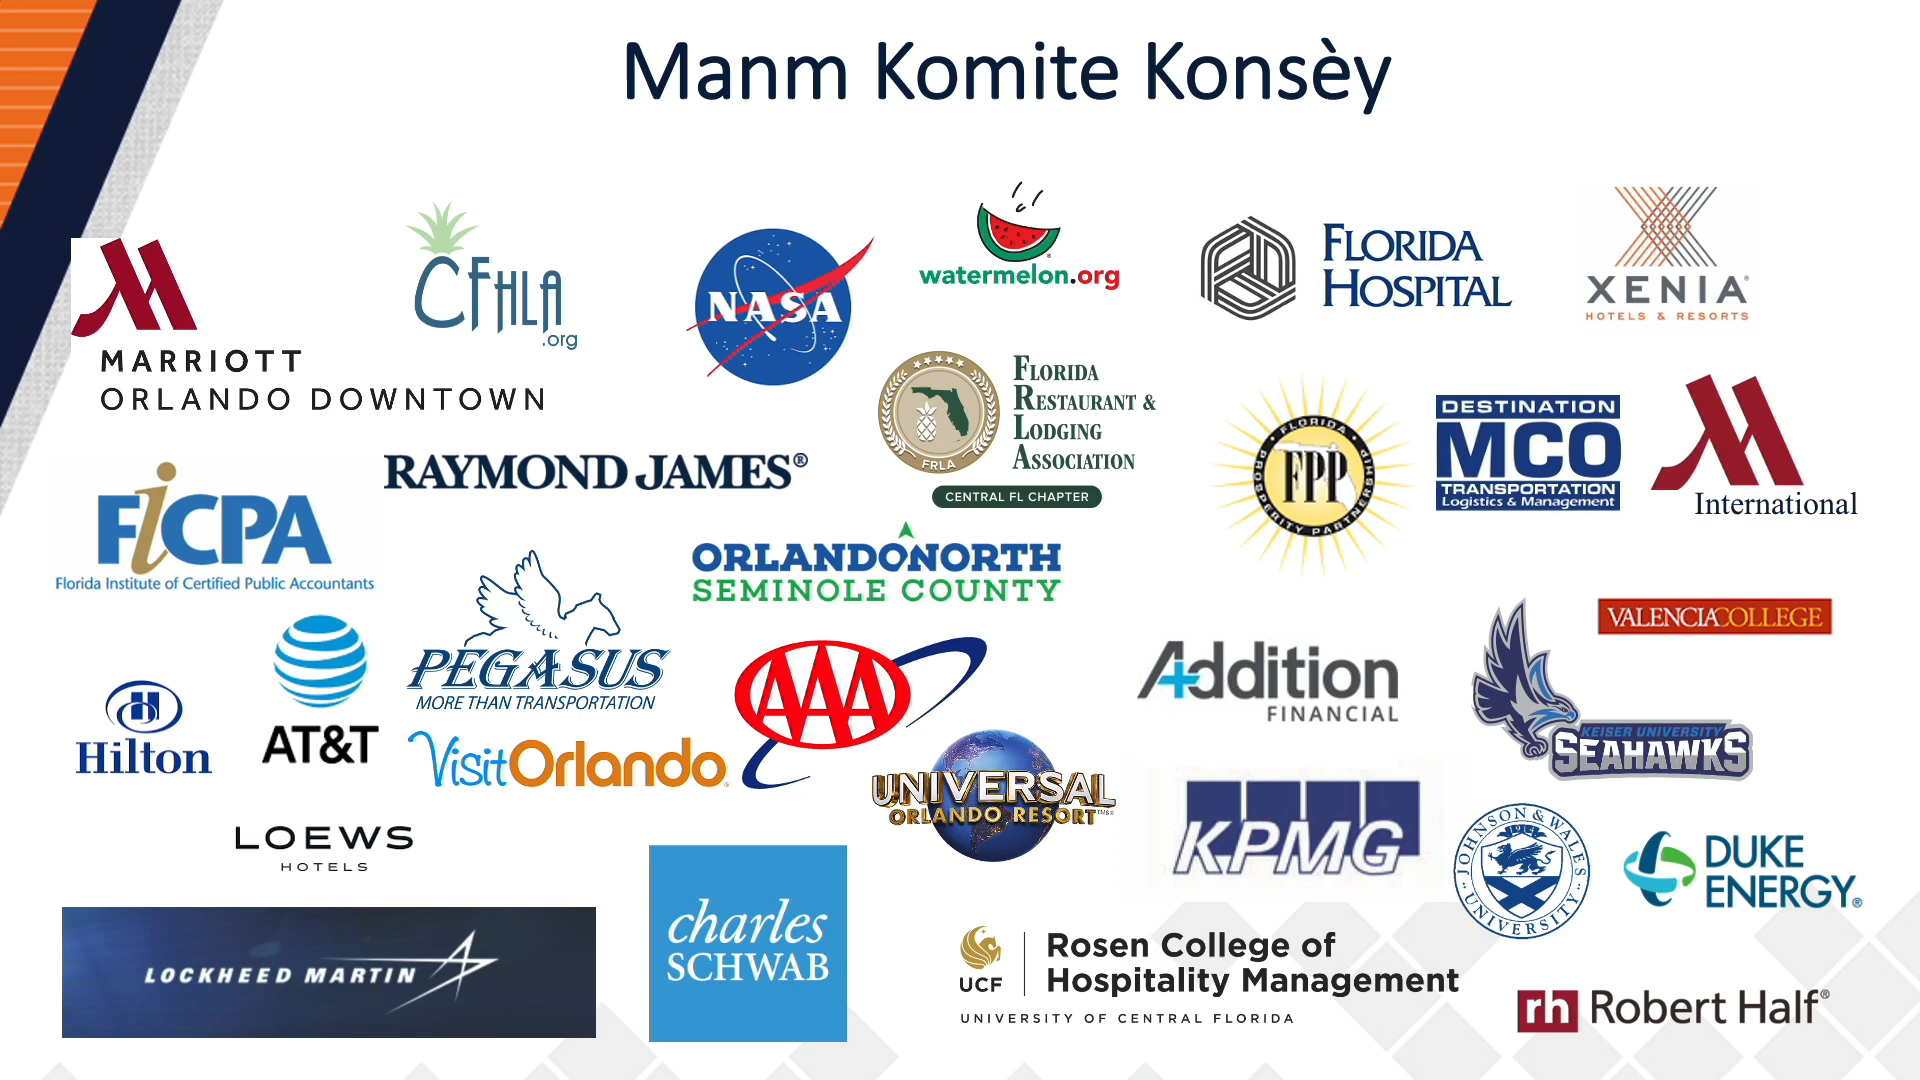 Manm Komite Konsèy
MARRIOTT
ORLANDO DOWNTOWN
CFHLA
.org
NASA
watermelon.org
FLORIDA
HOSPITAL
XENIA®
HOTELS & RESORTS
FLORIDA
RESTAURANT &
LODGING
ASSOCIATION
FRLA
CENTRAL FL CHAPTER
FLORIDA
FPP
PROSPERITY PARTNERSHIP
DESTINATION
MCO
TRANSPORTATION
Logistics & Management
International
RAYMOND JAMES®
FiCPA
Florida Institute of Certified Public Accountants
ORLANDO NORTH
SEMINOLE COUNTY
PEGASUS
MORE THAN TRANSPORTATION
AT&T
H
Hilton
VisitOrlando®
AAA
Addition
FINANCIAL
VALENCIACOLLEGE
KEISER UNIVERSITY
SEAHAWKS
UNIVERSAL
ORLANDO RESORT
KPMG
JOHNSON & WALES
1914
UNIVERSITY
DUKE
ENERGY®
LOEWS
HOTELS
LOCKHEED MARTIN
charles
SCHWAB
UCF
Rosen College of
Hospitality Management
UNIVERSITY OF CENTRAL FLORIDA
rh Robert Half®